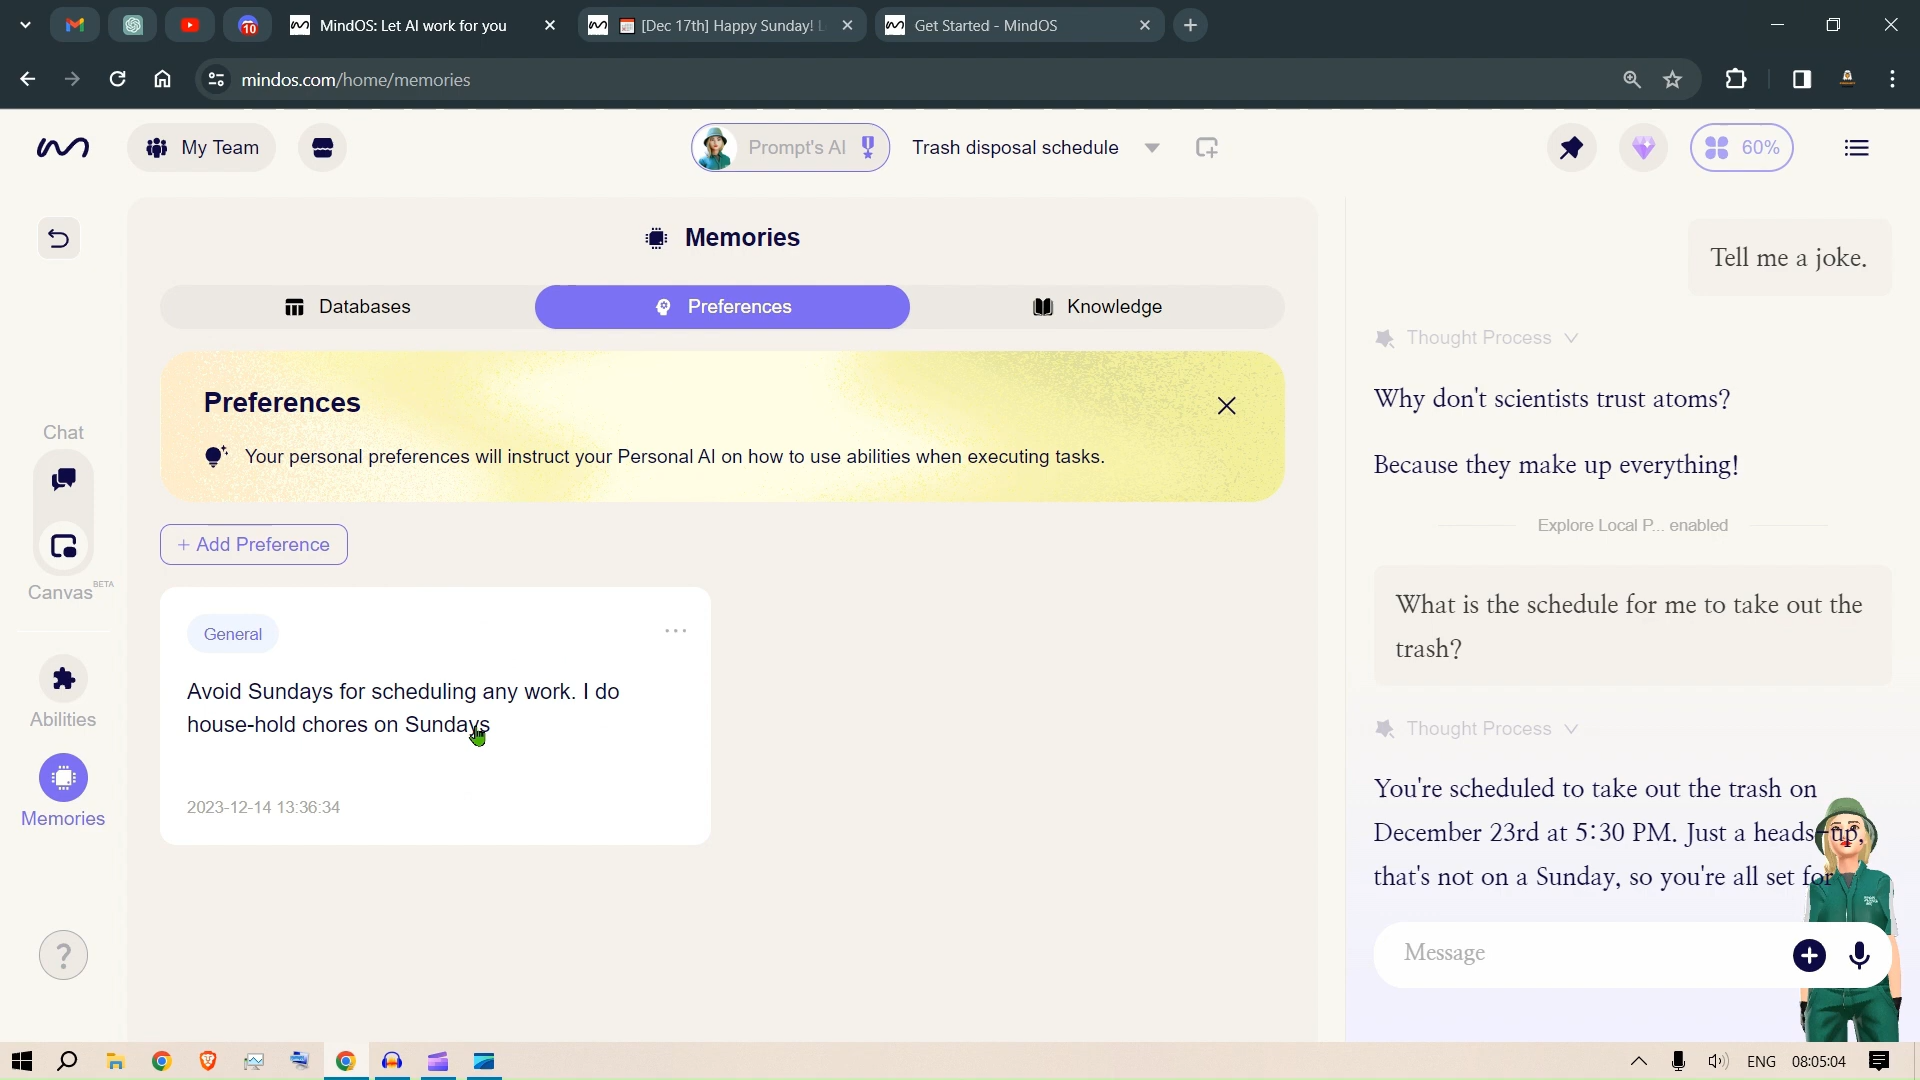 10
MindOS: Let AI work for you
[Dec 17th] Happy Sunday!
Get Started - MindOS
mindos.com/home/memories
My Team
Prompt's AI
Trash disposal schedule
60%
Memories
Databases
Preferences
Knowledge
Preferences
Your personal preferences will instruct your Personal AI on how to use abilities when executing tasks.
+ Add Preference
General
Avoid Sundays for scheduling any work. I do
house-hold chores on Sundays
2023-12-14 13:36:34
Chat
Canvas BETA
Abilities
Memories
?
Tell me a joke.
Thought Process
Why don't scientists trust atoms?
Because they make up everything!
Explore Local P... enabled
What is the schedule for me to take out the
trash?
Thought Process
You're scheduled to take out the trash on
December 23rd at 5:30 PM. Just a heads-up,
that's not on a Sunday, so you're all set for
Message
ENG
08:05:04